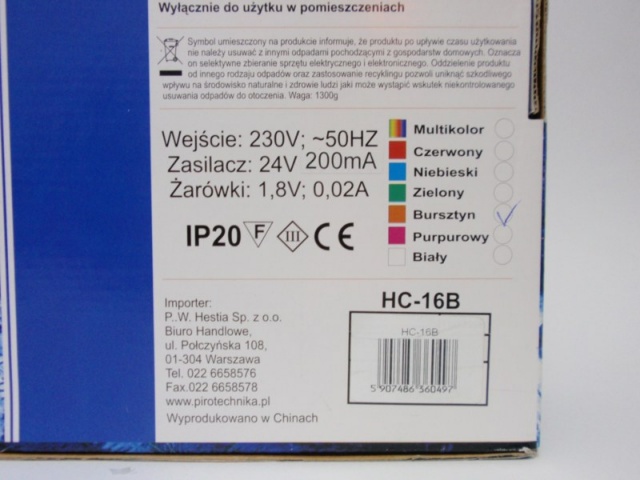 Wyłącznie do użytku w pomieszczeniach
Symbol umieszczony na produkcie informuje, że produktu po upływie czasu użytkowania
nie należy usuwać z innymi odpadami pochodzącymi z gospodarstw domowych. Oznacza
on selektywne zbieranie sprzętu elektrycznego i elektronicznego. Oddzielenie produktu
od innego rodzaju odpadów oraz zastosowanie recyklingu pozwoli uniknąć szkodliwego
wpływu na środowisko naturalne i zdrowie ludzi jaki może wystąpić wskutek niekontrolowanego
usuwania odpadów do otoczenia. Waga: 1300g
Wejście: 230V; ~50HZ
Zasilacz: 24V 200mA
Żarówki: 1,8V; 0,02A
IP20 F III CE
Multikolor
Czerwony
Niebieski
Zielony
Bursztyn
Purpurowy
Biały
Importer:
P..W. Hestia Sp. z o.o.
Biuro Handlowe,
ul. Połczyńska 108,
01-304 Warszawa
Tel. 022 6658576
Fax.022 6658578
www.pirotechnika.pl
Wyprodukowano w Chinach
HC-16B
HC-16B
5 907486 360497